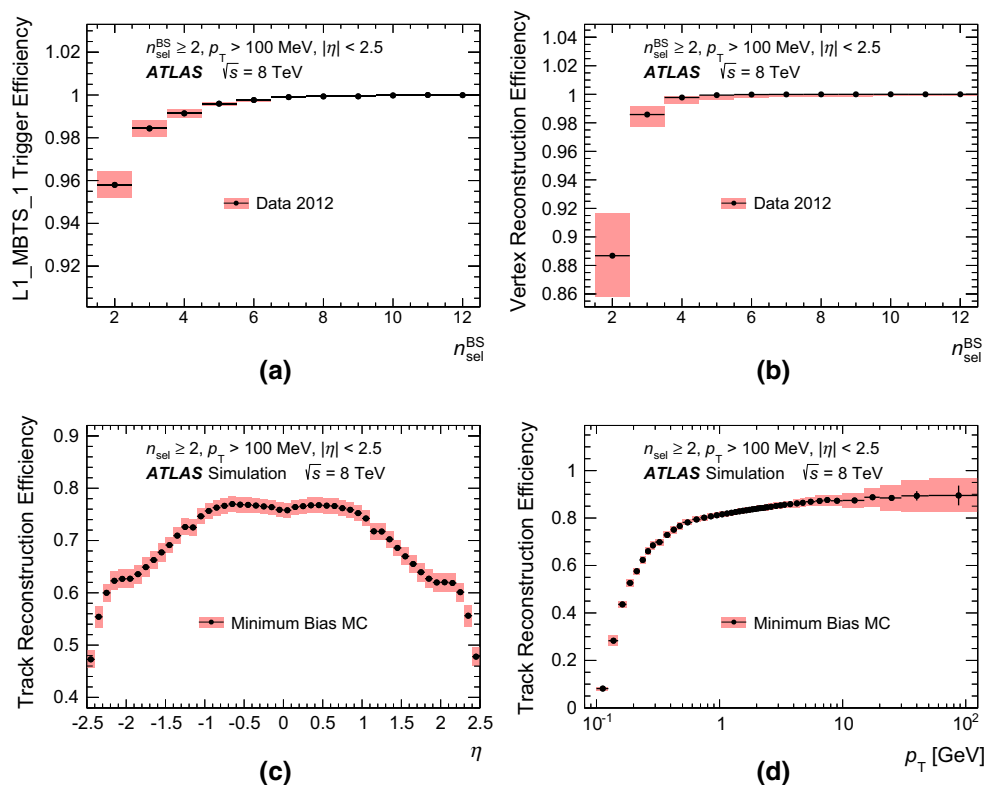 L1_MBTS_1 Trigger Efficiency
1.02
1
0.98
0.96
0.94
0.92
n_sel^BS ≥ 2, p_T > 100 MeV, |η| < 2.5
ATLAS √s = 8 TeV
Data 2012
2 4 6 8 10 12
n_sel^BS
(a)
Vertex Reconstruction Efficiency
1.04
1.02
1
0.98
0.96
0.94
0.92
0.9
0.88
0.86
n_sel^BS ≥ 2, p_T > 100 MeV, |η| < 2.5
ATLAS √s = 8 TeV
Data 2012
2 4 6 8 10 12
n_sel^BS
(b)
Track Reconstruction Efficiency
0.9
0.8
0.7
0.6
0.5
0.4
n_sel ≥ 2, p_T > 100 MeV, |η| < 2.5
ATLAS Simulation √s = 8 TeV
Minimum Bias MC
-2.5 -2 -1.5 -1 -0.5 0 0.5 1 1.5 2 2.5
η
(c)
Track Reconstruction Efficiency
1
0.8
0.6
0.4
0.2
0
n_sel ≥ 2, p_T > 100 MeV, |η| < 2.5
ATLAS Simulation √s = 8 TeV
Minimum Bias MC
10^-1 1 10 10^2
p_T [GeV]
(d)